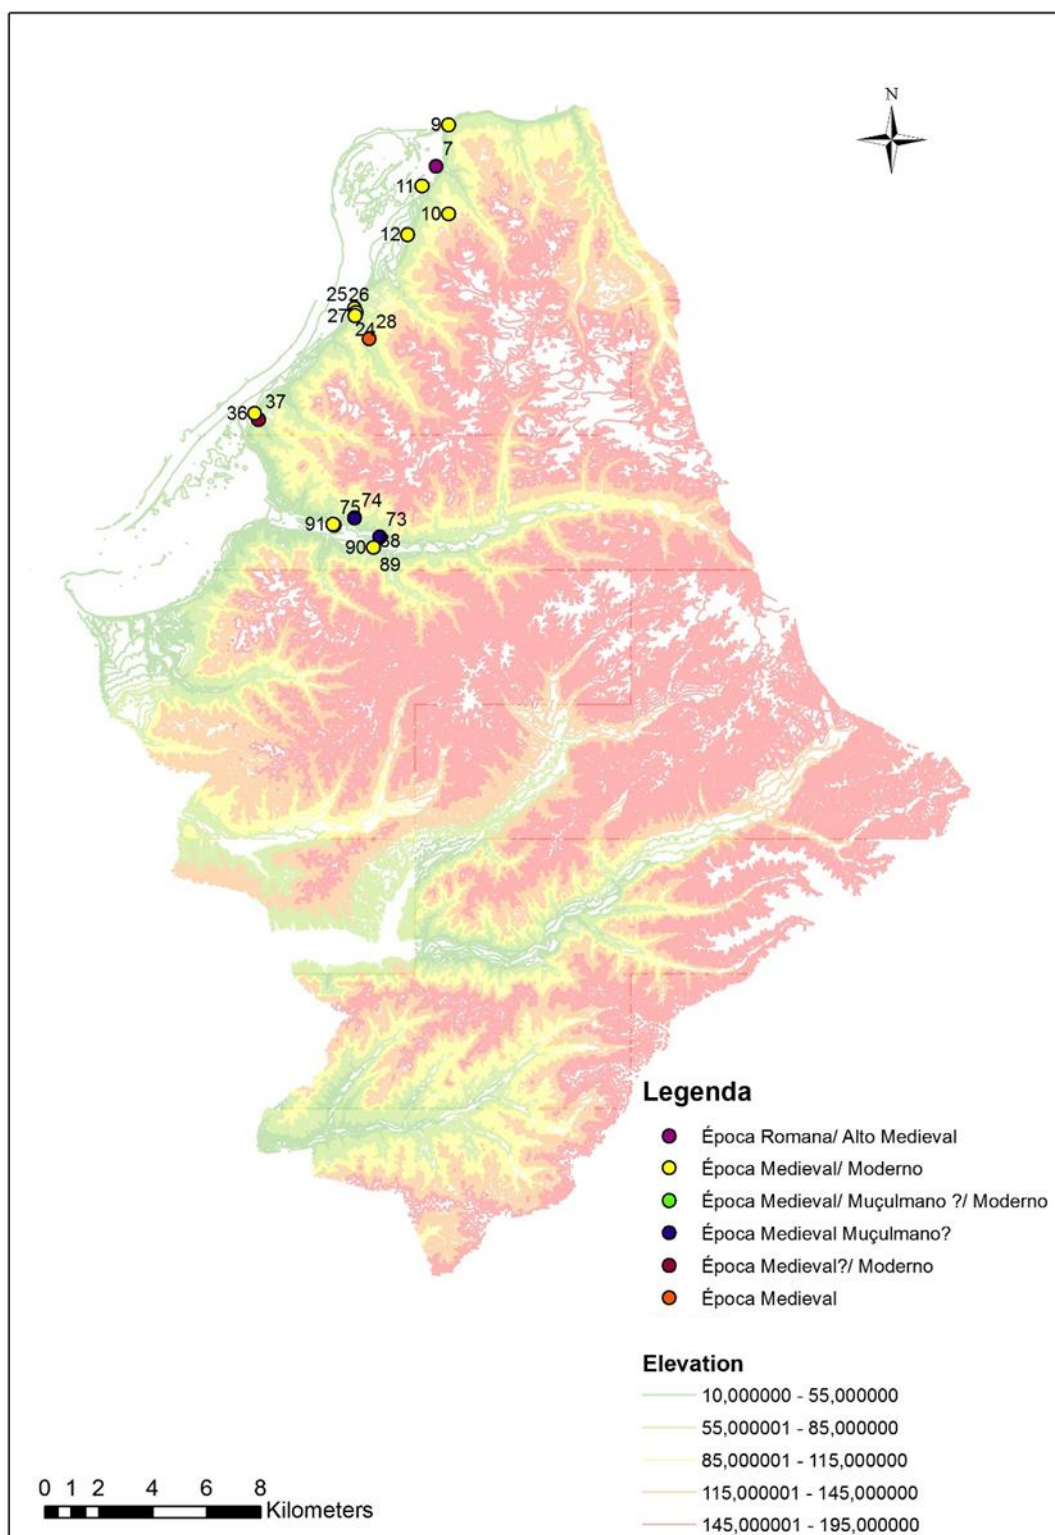 N
9
7
11
10
12
25 26
27
24 28
37
36
74
75
91
73
88
90
89
Legenda
Época Romana/ Alto Medieval
Época Medieval/ Moderno
Época Medieval/ Muçulmano ?/ Moderno
Época Medieval Muçulmano?
Época Medieval?/ Moderno
Época Medieval
Elevation
10,000000 - 55,000000
55,000001 - 85,000000
85,000001 - 115,000000
115,000001 - 145,000000
145,000001 - 195,000000
0 1 2 4 6 8
Kilometers